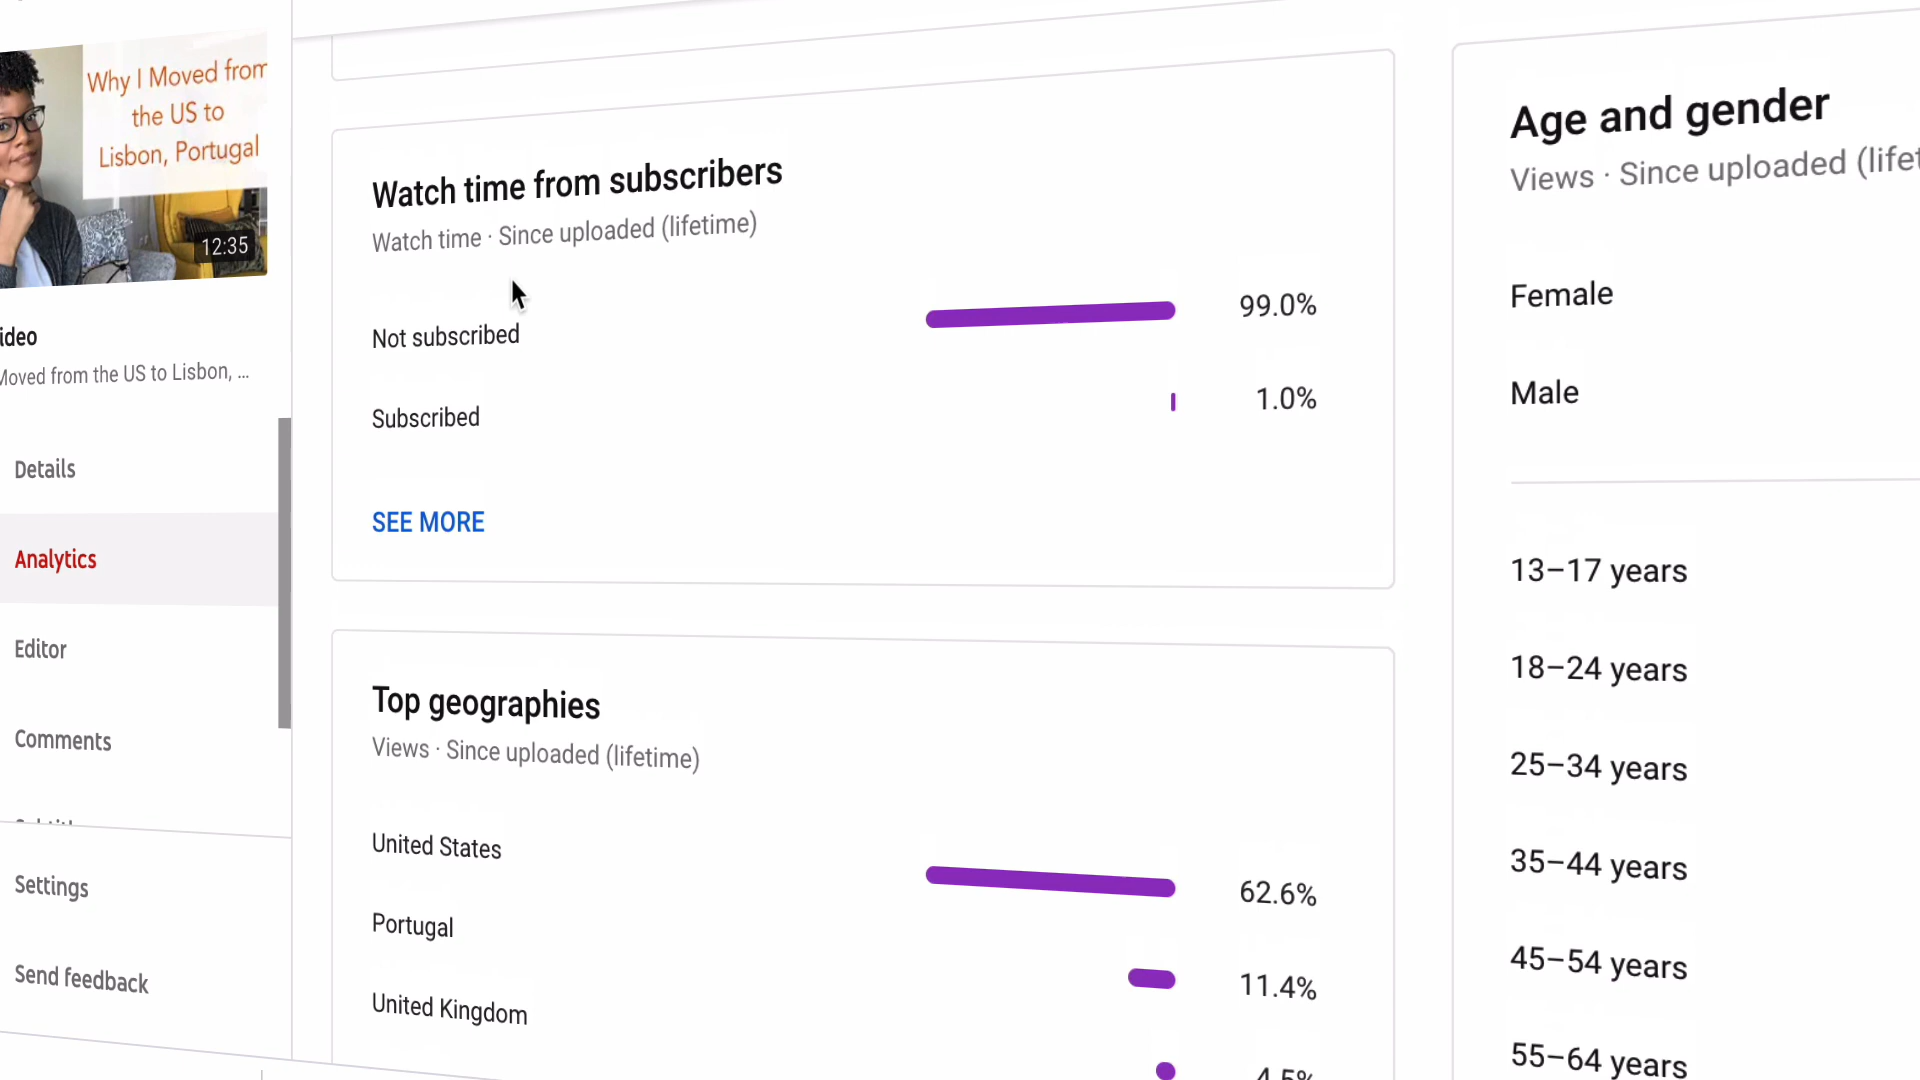 Why I Moved from
the US to
Lisbon, Portugal
12:35
Moved from the US to Lisbon, ...
Details
Analytics
Editor
Comments
Settings
Send feedback
Watch time from subscribers
Watch time · Since uploaded (lifetime)
Not subscribed 99.0%
Subscribed 1.0%
SEE MORE
Top geographies
Views · Since uploaded (lifetime)
United States 62.6%
Portugal 11.4%
United Kingdom 4.5%
Age and gender
Views · Since uploaded
Female
Male
13–17 years
18–24 years
25–34 years
35–44 years
45–54 years
55–64 years